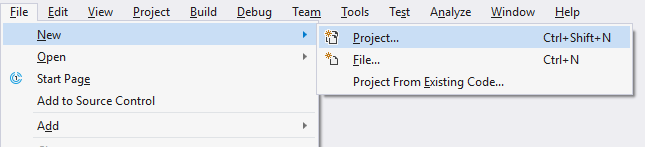 File Edit View Project Build Debug Team Tools Test Analyze Window Help
New
Project... Ctrl+Shift+N
Open
File... Ctrl+N
Start Page
Project From Existing Code...
Add to Source Control
Add